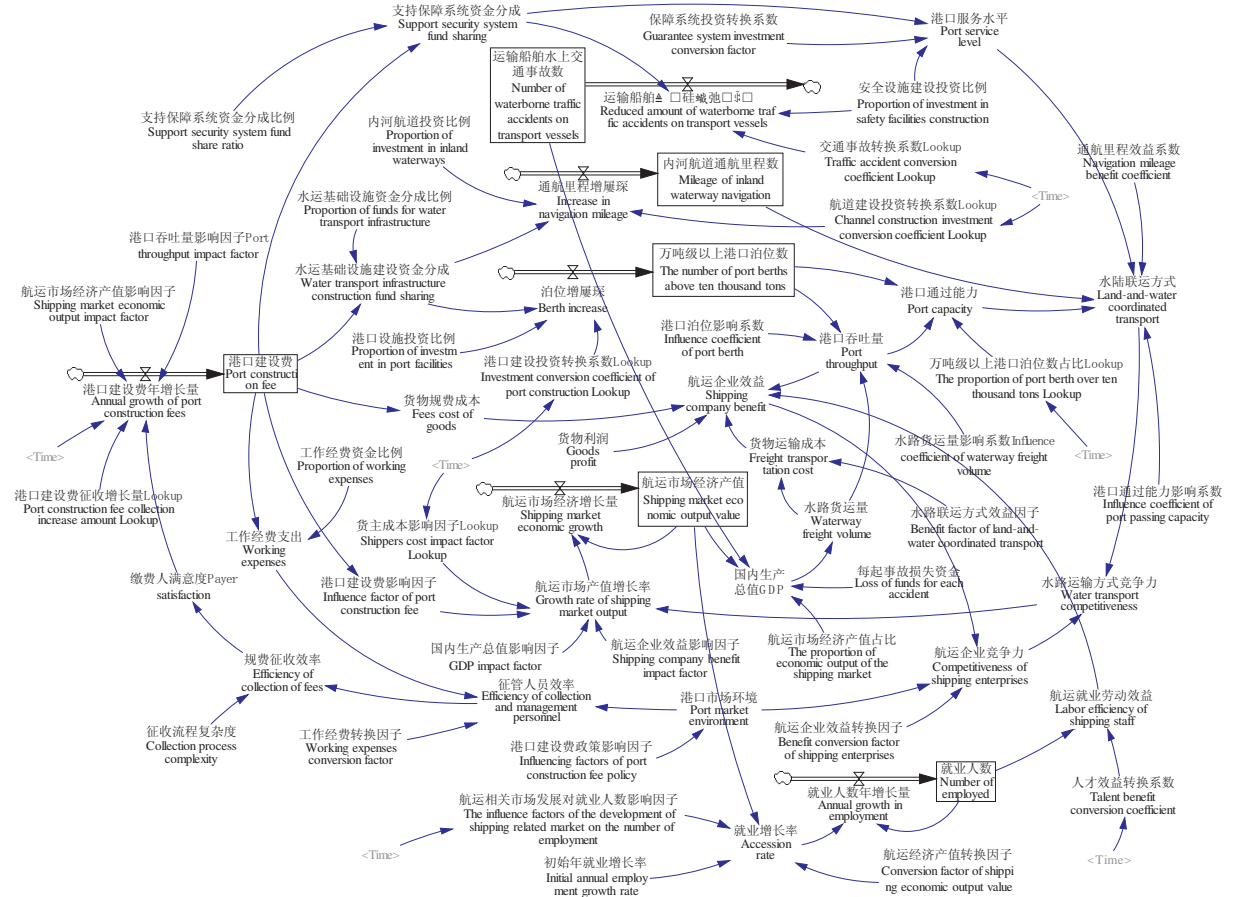 支持保障系统资金分成
Support security system
fund sharing
保障系统投资转换系数
Guarantee system investment
conversion factor
港口服务水平
Port service
level
运输船舶水上交
通事故数
Number of
waterborne traffic
accidents on
transport vessels
运输船舶
Reduced amount of waterborne traf
fic accidents on transport vessels
安全设施建设投资比例
Proportion of investment in
safety facilities construction
支持保障系统资金分成比例
Support security system fund
share ratio
内河航道投资比例
Proportion of
investment in inland
waterways
交通事故转换系数Lookup
Traffic accident conversion
coefficient Lookup
通航里程效益系数
Navigation mileage
benefit coefficient
内河航道通航里程数
Mileage of inland
waterway navigation
通航里程增屦琛
Increase in
navigation mileage
<Time>
航道建设投资转换系数Lookup
Channel construction investment
conversion coefficient Lookup
水运基础设施资金分成比例
Proportion of funds for water
transport infrastructure
港口吞吐量影响因子Port
throughput impact factor
水运基础设施建设资金分成
Water transport infrastructure
construction fund sharing
万吨级以上港口泊位数
The number of port berths
above ten thousand tons
泊位增屦琛
Berth increase
港口通过能力
Port capacity
水陆联运方式
Land-and-water
coordinated
transport
航运市场经济产值影响因子
Shipping market economic
output impact factor
港口设施投资比例
Proportion of investm
ent in port facilities
港口泊位影响系数
Influence coefficient
of port berth
港口吞吐量
Port
throughput
港口建设费
Port constructi
on fee
港口建设费年增长量
Annual growth of port
construction fees
港口建设投资转换系数Lookup
Investment conversion coefficient of
port construction Lookup
万吨级以上港口泊位数占比Lookup
The proportion of port berth over ten
thousand tons Lookup
航运企业效益
Shipping
company benefit
货物规费成本
Fees cost of
goods
<Time>
工作经费资金比例
Proportion of working
expenses
<Time>
货物利润
Goods
profit
货物运输成本
Freight transpor
tation cost
水路货运量影响系数Influence
coefficient of waterway freight
volume
<Time>
港口建设费征收增长量Lookup
Port construction fee collection
increase amount Lookup
航运市场经济产值
Shipping market eco
nomic output value
航运市场经济增长量
Shipping market
economic growth
港口通过能力影响系数
Influence coefficient of
port passing capacity
水路货运量
Waterway
freight volume
水路联运方式效益因子
Benefit factor of land-and-
water coordinated transport
货主成本影响因子Lookup
Shippers cost impact factor
Lookup
工作经费支出
Working
expenses
缴费人满意度Payer
satisfaction
港口建设费影响因子
Influence factor of port
construction fee
航运市场产值增长率
Growth rate of shipping
market output
国内生产
总值GDP
每起事故损失资金
Loss of funds for each
accident
水路运输方式竞争力
Water transport
competitiveness
国内生产总值影响因子
GDP impact factor
航运企业效益影响因子
Shipping company benefit
impact factor
航运市场经济产值占比
The proportion of
economic output of the
shipping market
航运企业竞争力
Competitiveness of
shipping enterprises
规费征收效率
Efficiency of
collection of fees
征管人员效率
Efficiency of collection
and management
personnel
港口市场环境
Port market
environment
航运就业劳动效益
Labor efficiency of
shipping staff
征收流程复杂度
Collection process
complexity
工作经费转换因子
Working expenses
conversion factor
港口建设费政策影响因子
Influencing factors of port
construction fee policy
航运企业效益转换因子
Benefit conversion factor
of shipping enterprises
就业人数
Number of
employed
就业人数年增长量
Annual growth in
employment
人才效益转换系数
Talent benefit
conversion coefficient
航运相关市场发展对就业人数影响因子
The influence factors of the development of
shipping related market on the number of
employment
<Time>
就业增长率
Accession
rate
<Time>
初始年就业增长率
Initial annual employ
ment growth rate
航运经济产值转换因子
Conversion factor of shippi
ng economic output value